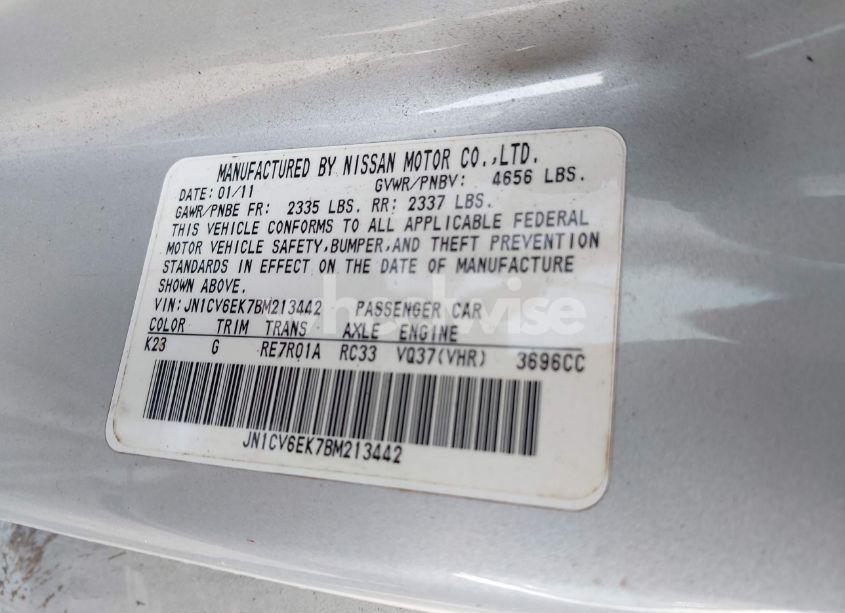 MANUFACTURED BY NISSAN MOTOR CO.,LTD.
DATE: 01/11 GVWR/PNBV: 4656 LBS.
GAWR/PNBE FR: 2335 LBS. RR: 2337 LBS.
THIS VEHICLE CONFORMS TO ALL APPLICABLE FEDERAL
MOTOR VEHICLE SAFETY,BUMPER,AND THEFT PREVENTION
STANDARDS IN EFFECT ON THE DATE OF MANUFACTURE
SHOWN ABOVE.
VIN:JN1CV6EK7BM213442 PASSENGER CAR
COLOR TRIM TRANS AXLE ENGINE
K23 G RE7R01A RC33 VQ37(VHR) 3696CC
JN1CV6EK7BM213442